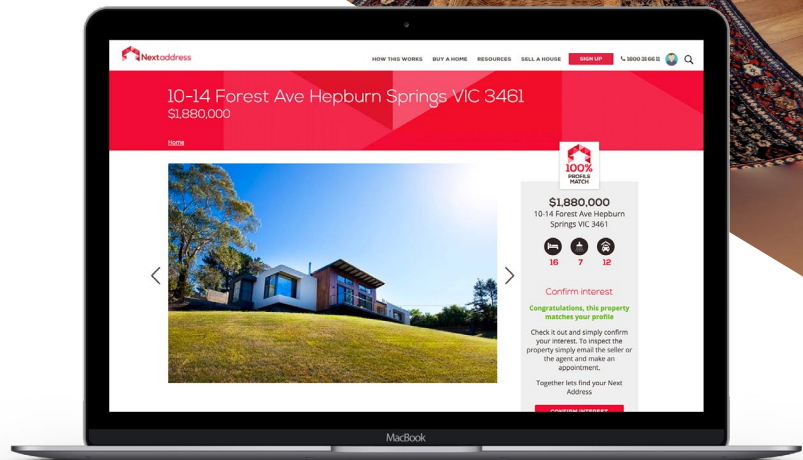 Nextaddress
HOW THIS WORKS BUY A HOME RESOURCES SELL A HOUSE SIGN UP 1800 31 66 11
10-14 Forest Ave Hepburn Springs VIC 3461
$1,880,000
Home
100%
PROFILE
MATCH
$1,880,000
10-14 Forest Ave Hepburn
Springs VIC 3461
16 7 12
Confirm interest
Congratulations, this property
matches your profile
Check it out and simply confirm
your interest. To inspect the
property simply email the seller or
the agent and make an
appointment.
Together lets find your Next
Address
CONFIRM INTEREST
MacBook